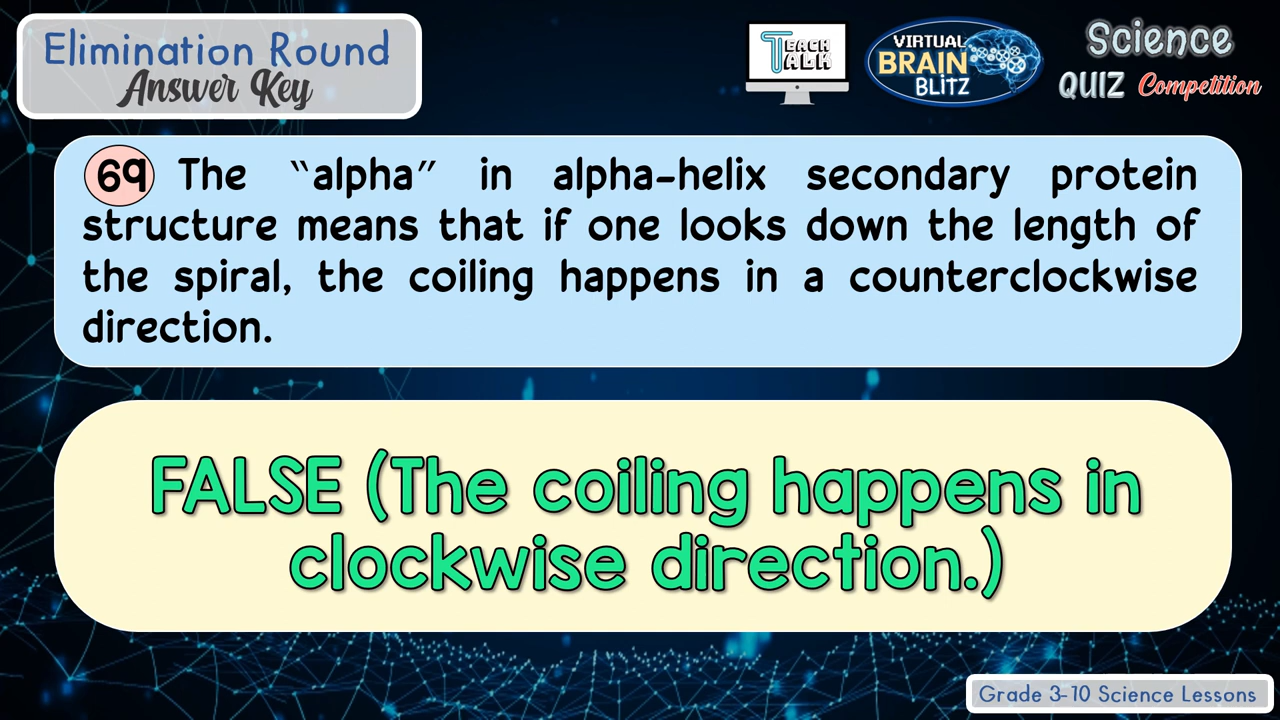 Elimination Round
Answer Key
TEACH
TALK
VIRTUAL
BRAIN
BLITZ
Science
QUIZ Competition
69 The “alpha” in alpha-helix secondary protein
structure means that if one looks down the length of
the spiral, the coiling happens in a counterclockwise
direction.
FALSE (The coiling happens in
clockwise direction.)
Grade 3-10 Science Lessons